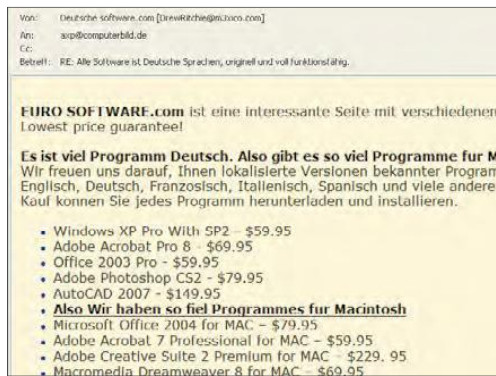 Von: Deutsche software.com [DrewRitchie@m.toco.com]
An: axp@computerbild.de
Cc:
Betreff: RE: Alle Software ist Deutsche Sprachen, originell und voll funktionsfähig.
EURO SOFTWARE.com ist eine interessante Seite mit verschiedenen
Lowest price guarantee!
Es ist viel Programm Deutsch. Also gibt es so viel Programme fur M
Wir freuen uns darauf, Ihnen lokalisierte Versionen bekannter Program
Englisch, Deutsch, Franzosisch, Italienisch, Spanisch und viele andere
Kauf konnen Sie jedes Programm herunterladen und installieren.
• Windows XP Pro With SP2 - $59.95
• Adobe Acrobat Pro 8 - $69.95
• Office 2003 Pro - $59.95
• Adobe Photoshop CS2 - $79.95
• AutoCAD 2007 - $149.95
• Also Wir haben so fiel Programmes fur Macintosh
• Microsoft Office 2004 for MAC – $79.95
• Adobe Acrobat 7 Professional for MAC – $59.95
• Adobe Creative Suite 2 Premium for MAC – $229. 95
• Macromedia Dreamweaver 8 for MAC – $69.95